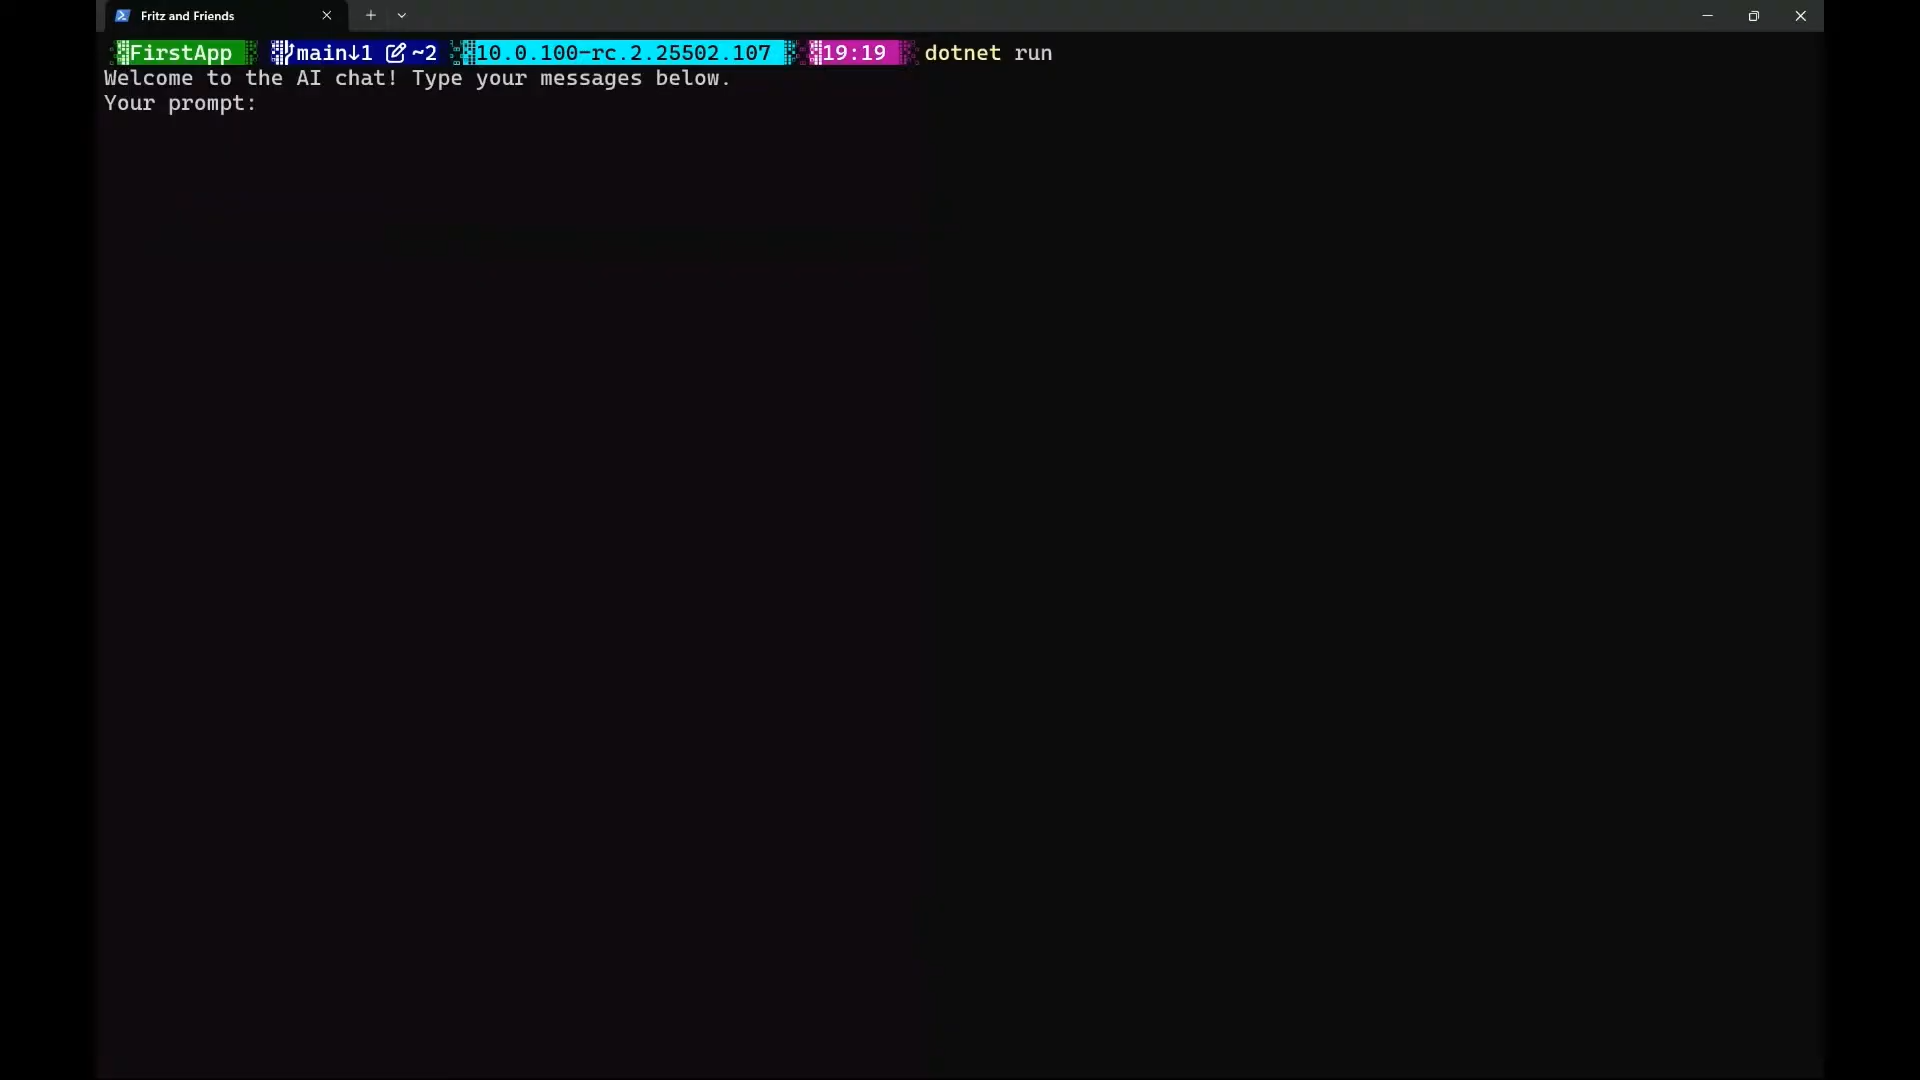 Fritz and Friends
FirstApp main↓1 ~2 10.0.100-rc.2.25502.107 19:19 dotnet run
Welcome to the AI chat! Type your messages below.
Your prompt: